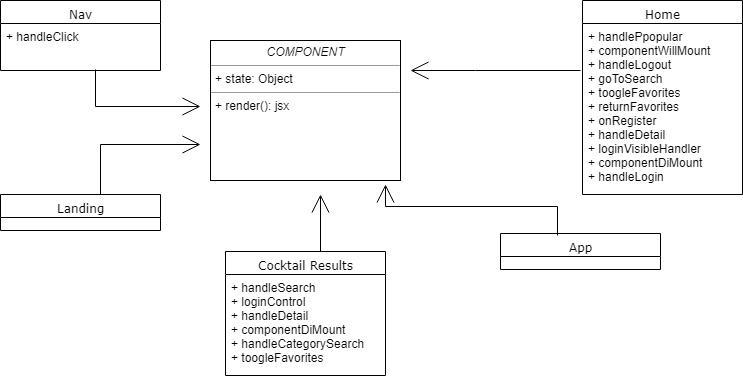 Nav
+ handleClick
COMPONENT
+ state: Object
+ render(): jsx
Home
+ handlePpopular
+ componentWillMount
+ handleLogout
+ goToSearch
+ toogleFavorites
+ returnFavorites
+ onRegister
+ handleDetail
+ loginVisibleHandler
+ componentDiMount
+ handleLogin
Landing
Cocktail Results
+ handleSearch
+ loginControl
+ handleDetail
+ componentDiMount
+ handleCategorySearch
+ toogleFavorites
App